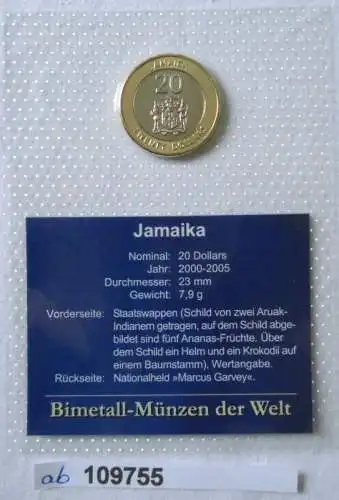 JAMAICA
20
TWENTY DOLLARS
Jamaika
Nominal: 20 Dollars
Jahr: 2000-2005
Durchmesser: 23 mm
Gewicht: 7,9 g
Vorderseite: Staatswappen (Schild von zwei Aruak-
Indianern getragen, auf dem Schild abge-
bildet sind fünf Ananas-Früchte. Über
dem Schild ein Helm und ein Krokodil auf
einem Baumstamm), Wertangabe.
Rückseite: Nationalheld »Marcus Garvey«.
Bimetall-Münzen der Welt
ab 109755